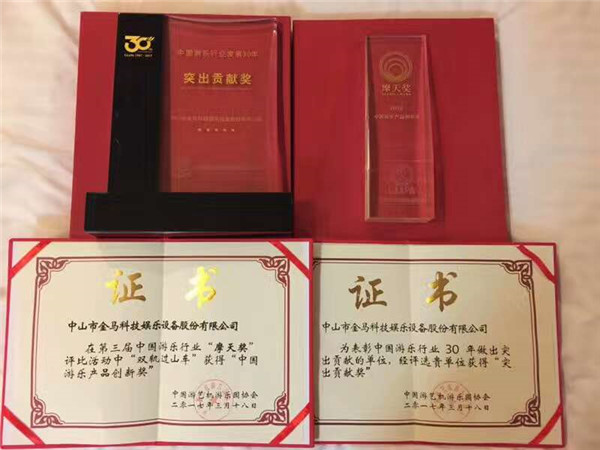 30
中国游乐行业发展30年
突出贡献奖
摩天奖
证书
中山市金马科技娱乐设备股份有限公司
在第三届中国游乐行业“摩天奖”
评比活动中“双轨过山车”获得“中国
游乐产品创新奖”
中国游艺机游乐园协会
二〇一七年三月十八日
证书
中山市金马科技娱乐设备股份有限公司
为表彰中国游乐行业 30 年做出突
出贡献的单位，经评选贵单位获得“突
出贡献奖”
中国游艺机游乐园协会
二〇一七年三月十八日